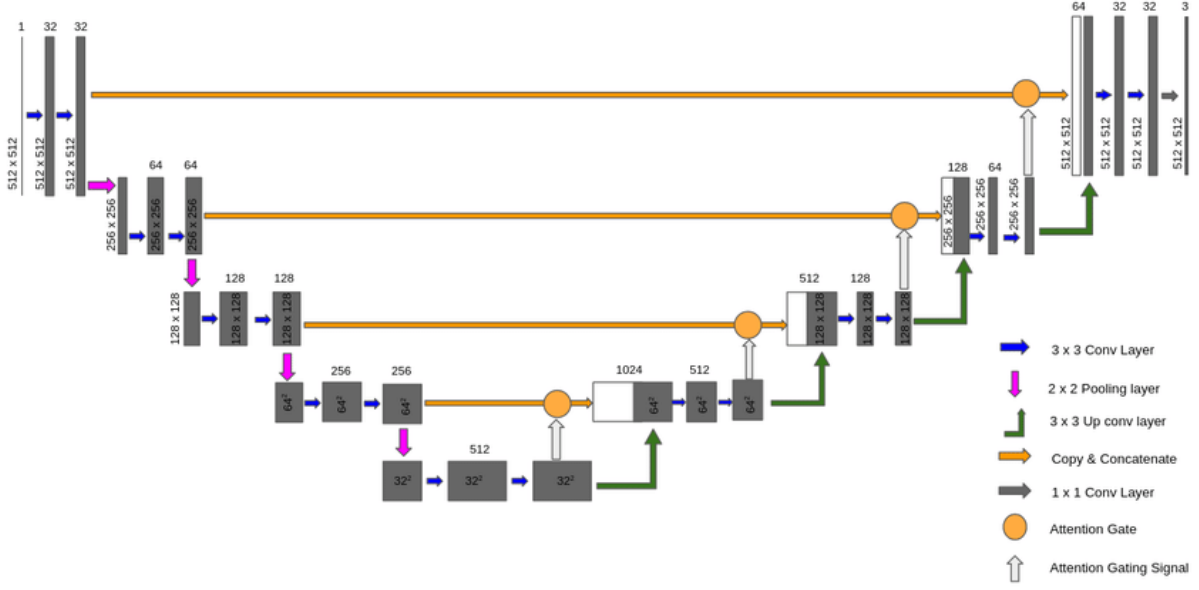 1 32 32
512 x 512
512 x 512
512 x 512
64
512 x 512
32
512 x 512
32
512 x 512
3
256 x 256
64
256 x 256
64
256 x 256
128
256 x 256
64
256 x 256
256 x 256
128 x 128
128
128 x 128
128
128 x 128
512
128 x 128
128
128 x 128
128 x 128
64²
256
64²
256
64²
1024
64²
512
64²
64²
32²
512
32²
32²
3 x 3 Conv Layer
2 x 2 Pooling layer
3 x 3 Up conv layer
Copy & Concatenate
1 x 1 Conv Layer
Attention Gate
Attention Gating Signal